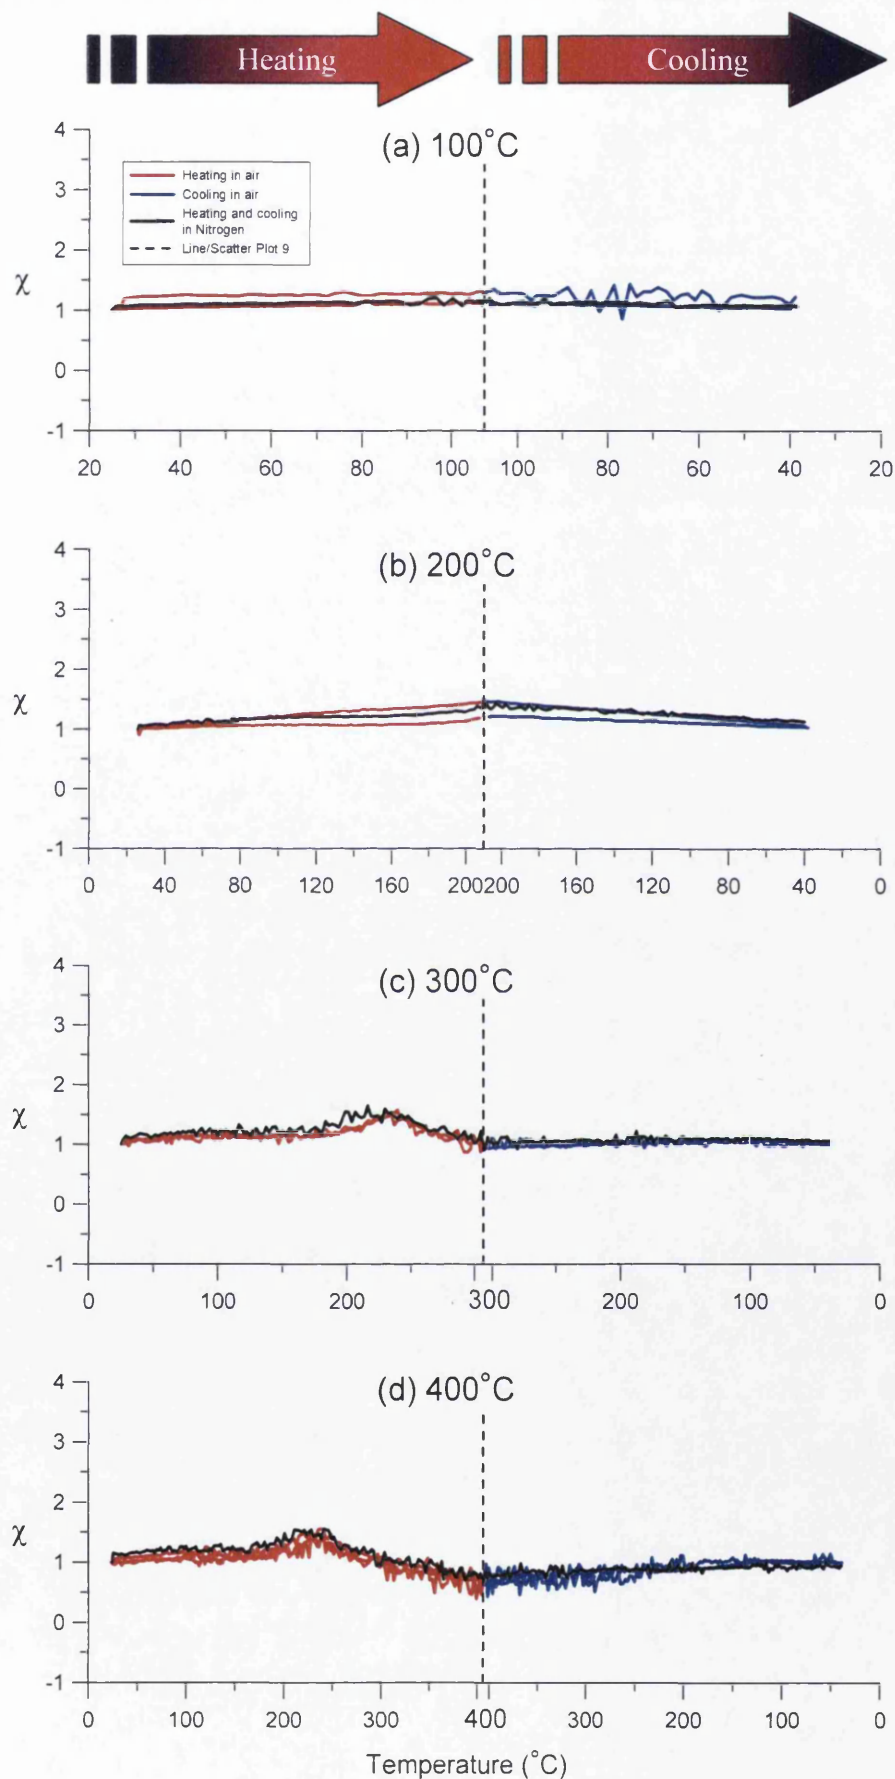 Heating Cooling
(a) 100°C
Heating in air
Cooling in air
Heating and cooling
in Nitrogen
Line/Scatter Plot 9
4
3
2
χ
1
0
-1
20 40 60 80 100 100 80 60 40 20
(b) 200°C
4
3
2
χ
1
0
-1
0 40 80 120 160 200 200 160 120 80 40 0
(c) 300°C
4
3
2
χ
1
0
-1
0 100 200 300 200 100 0
(d) 400°C
4
3
2
χ
1
0
-1
0 100 200 300 400 300 200 100 0
Temperature (°C)